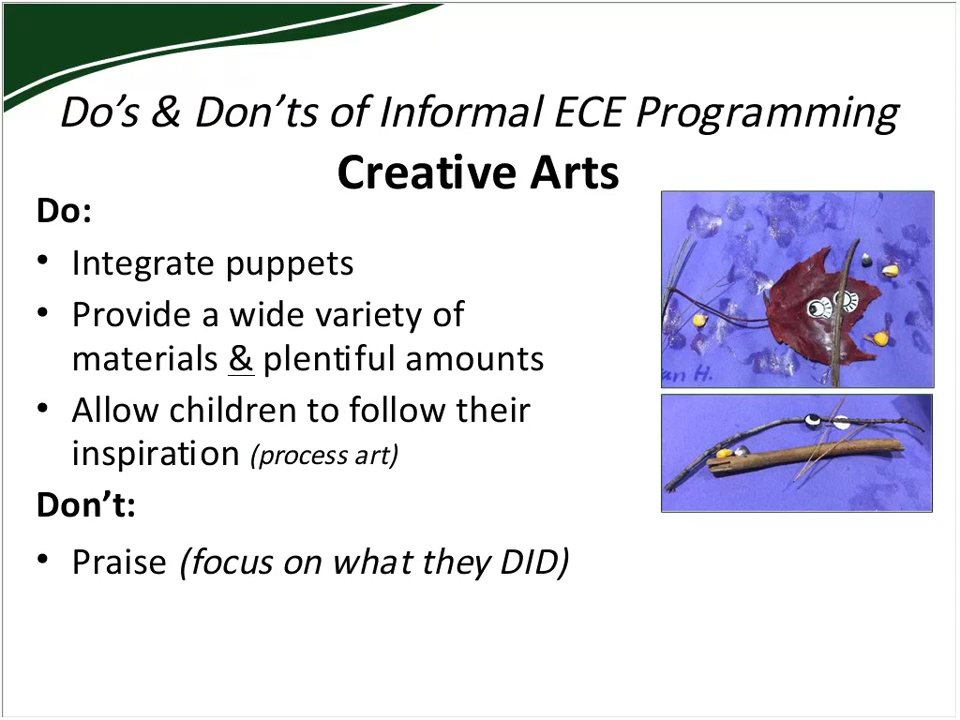 Do's & Don'ts of Informal ECE Programming
Creative Arts
Do:
• Integrate puppets
• Provide a wide variety of
materials & plentiful amounts
• Allow children to follow their
inspiration (process art)
Don't:
• Praise (focus on what they DID)
an H.